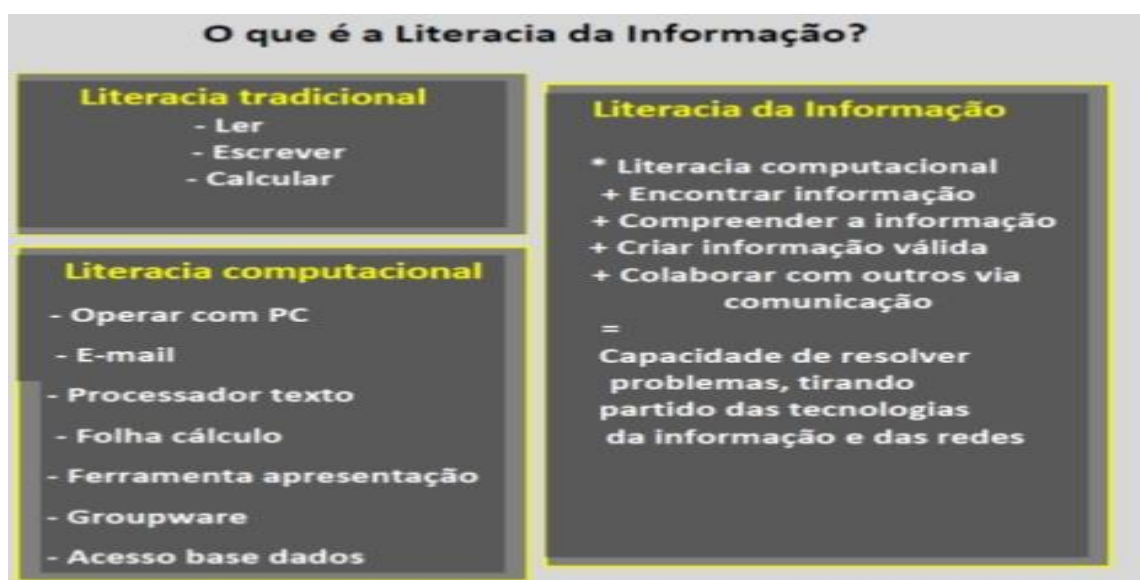 O que é a Literacia da Informação?
Literacia tradicional
- Ler
- Escrever
- Calcular
Literacia computacional
- Operar com PC
- E-mail
- Processador texto
- Folha cálculo
- Ferramenta apresentação
- Groupware
- Acesso base dados
Literacia da Informação
* Literacia computacional
+ Encontrar informação
+ Compreender a informação
+ Criar informação válida
+ Colaborar com outros via
comunicação
=
Capacidade de resolver
problemas, tirando
partido das tecnologias
da informação e das redes